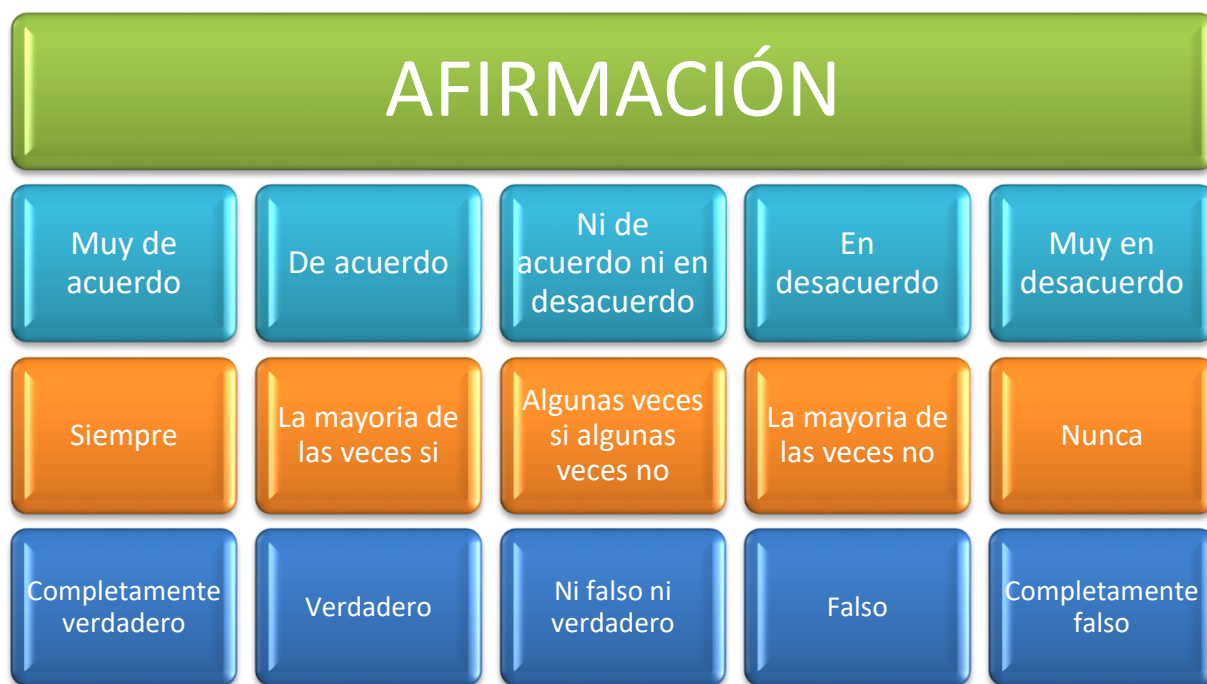 AFIRMACIÓN
Muy de
acuerdo
De acuerdo
Ni de
acuerdo ni en
desacuerdo
En
desacuerdo
Muy en
desacuerdo
Siempre
La mayoria de
las veces si
Algunas veces
si algunas
veces no
La mayoria de
las veces no
Nunca
Completamente
verdadero
Verdadero
Ni falso ni
verdadero
Falso
Completamente
falso